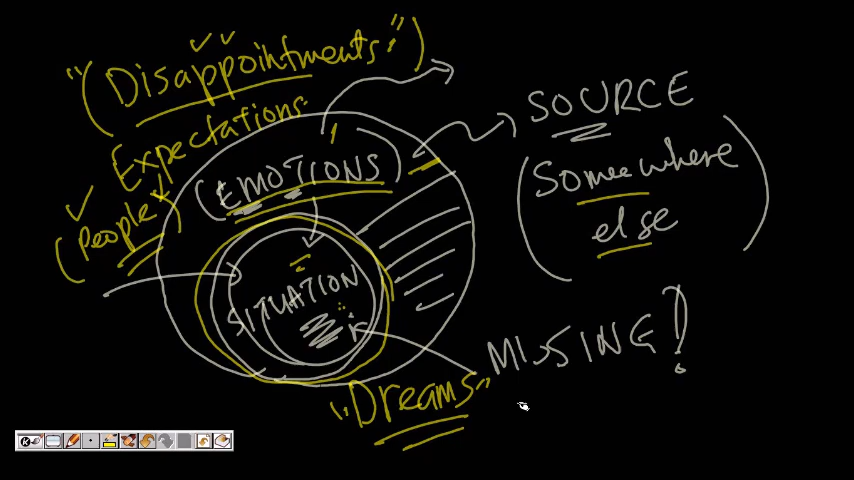 "(Disappointments")
Expectations
(People)
(EMOTIONS)
SITUATION
SOURCE
(Somewhere
else)
MISSING?
"Dreams"